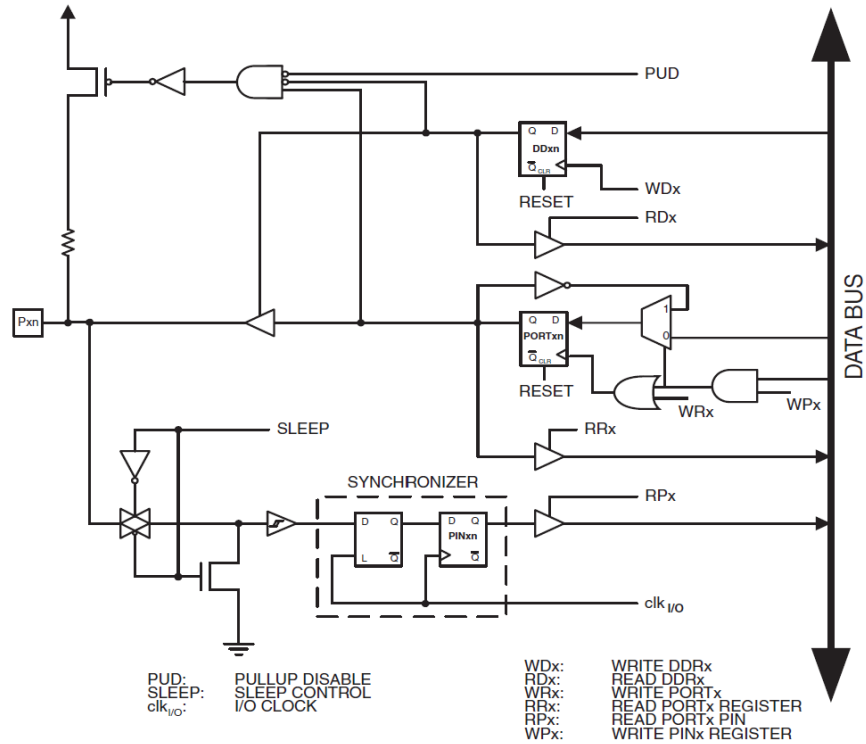 PUD
Q D
DDxn
Q CLR
WDx
RESET
RDx
Pxn
1
Q D
PORTxn
0
Q CLR
RESET
WRx
WPx
RRx
SLEEP
SYNCHRONIZER
RPx
D Q
D Q
PINxn
L Q
Q
clk I/O
DATA BUS
PUD: PULLUP DISABLE
SLEEP: SLEEP CONTROL
clkI/O: I/O CLOCK
WDx: WRITE DDRx
RDx: READ DDRx
WRx: WRITE PORTx
RRx: READ PORTx REGISTER
RPx: READ PORTx PIN
WPx: WRITE PINx REGISTER